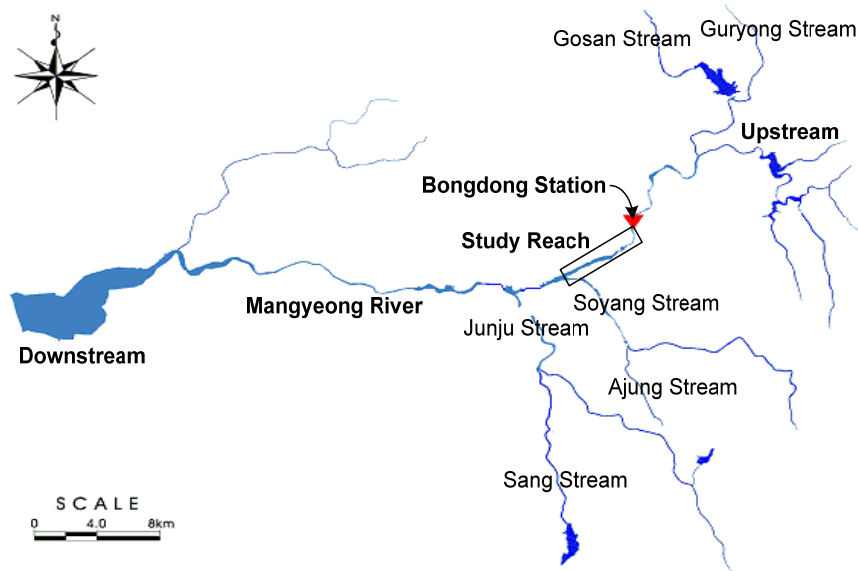 N
Gosan Stream
Guryong Stream
Upstream
Bongdong Station
Study Reach
Mangyeong River
Soyang Stream
Junju Stream
Downstream
Ajung Stream
Sang Stream
SCALE
0 4.0 8km